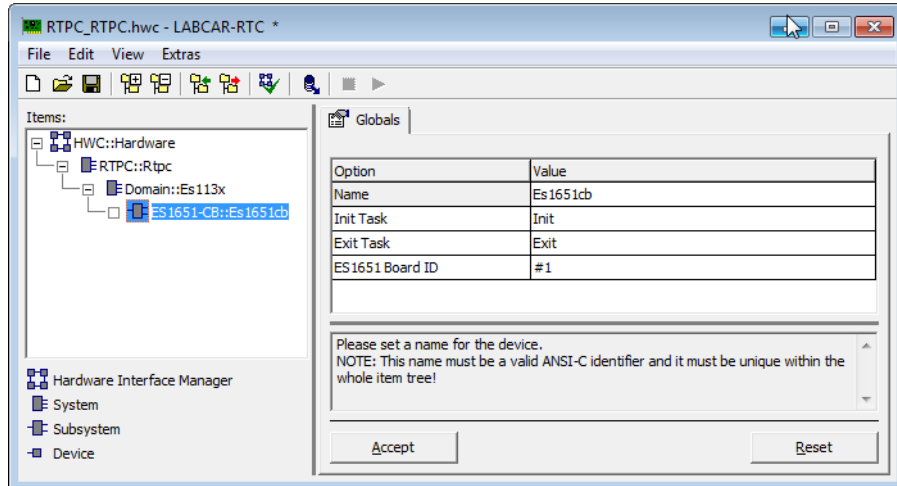 RTPC_RTPC.hwc - LABCAR-RTC *
File Edit View Extras
Items:
HWC::Hardware
RTPC::Rtpc
Domain::Es113x
ES1651-CB::Es1651cb
Hardware Interface Manager
System
Subsystem
Device
Globals
Option Value
Name Es1651cb
Init Task Init
Exit Task Exit
ES1651 Board ID #1
Please set a name for the device.
NOTE: This name must be a valid ANSI-C identifier and it must be unique within the
whole item tree!
Accept Reset